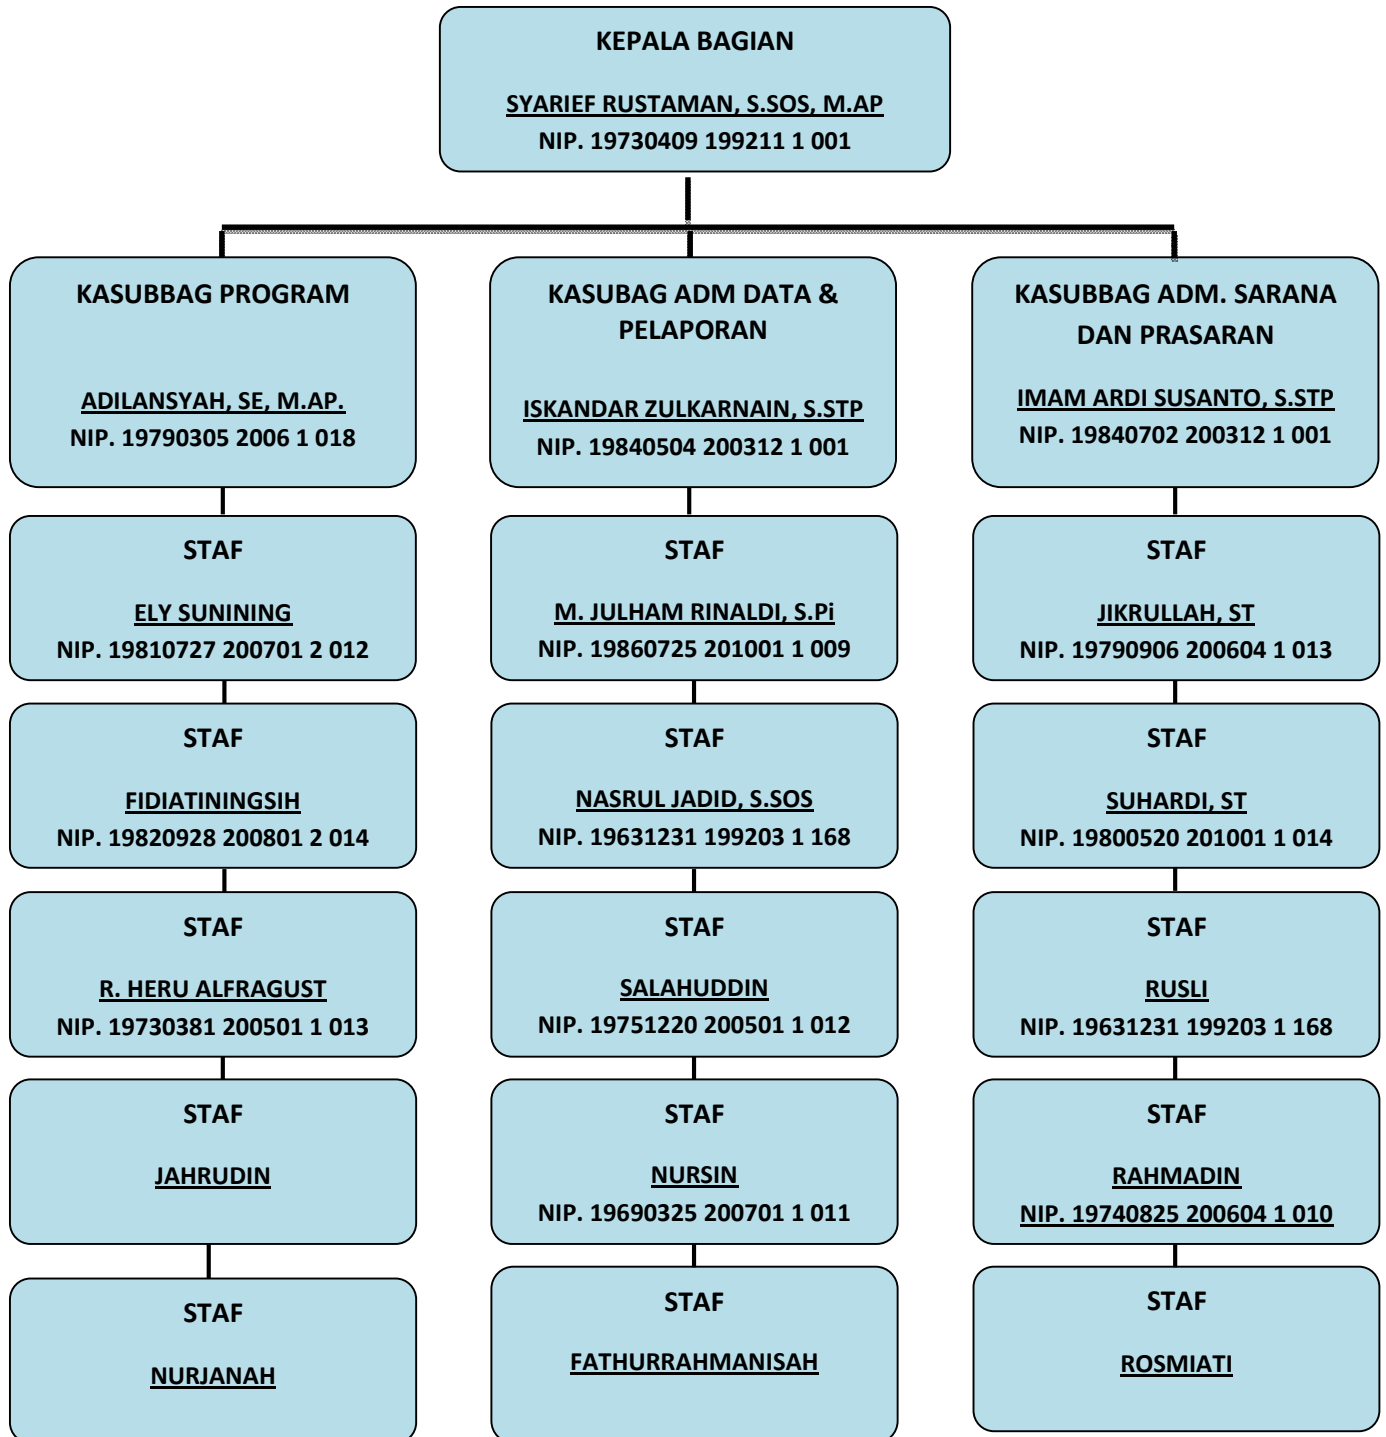 KEPALA BAGIAN
SYARIEF RUSTAMAN, S.SOS, M.AP
NIP. 19730409 199211 1 001
KASUBBAG PROGRAM
ADILANSYAH, SE, M.AP.
NIP. 19790305 2006 1 018
KASUBAG ADM DATA &
PELAPORAN
ISKANDAR ZULKARNAIN, S.STP
NIP. 19840504 200312 1 001
KASUBBAG ADM. SARANA
DAN PRASARAN
IMAM ARDI SUSANTO, S.STP
NIP. 19840702 200312 1 001
STAF
ELY SUNINING
NIP. 19810727 200701 2 012
STAF
M. JULHAM RINALDI, S.Pi
NIP. 19860725 201001 1 009
STAF
JIKRULLAH, ST
NIP. 19790906 200604 1 013
STAF
FIDIATININGSIH
NIP. 19820928 200801 2 014
STAF
NASRUL JADID, S.SOS
NIP. 19631231 199203 1 168
STAF
SUHARDI, ST
NIP. 19800520 201001 1 014
STAF
R. HERU ALFRAGUST
NIP. 19730381 200501 1 013
STAF
SALAHUDDIN
NIP. 19751220 200501 1 012
STAF
RUSLI
NIP. 19631231 199203 1 168
STAF
JAHRUDIN
STAF
NURSIN
NIP. 19690325 200701 1 011
STAF
RAHMADIN
NIP. 19740825 200604 1 010
STAF
NURJANAH
STAF
FATHURRAHMANISAH
STAF
ROSMIATI